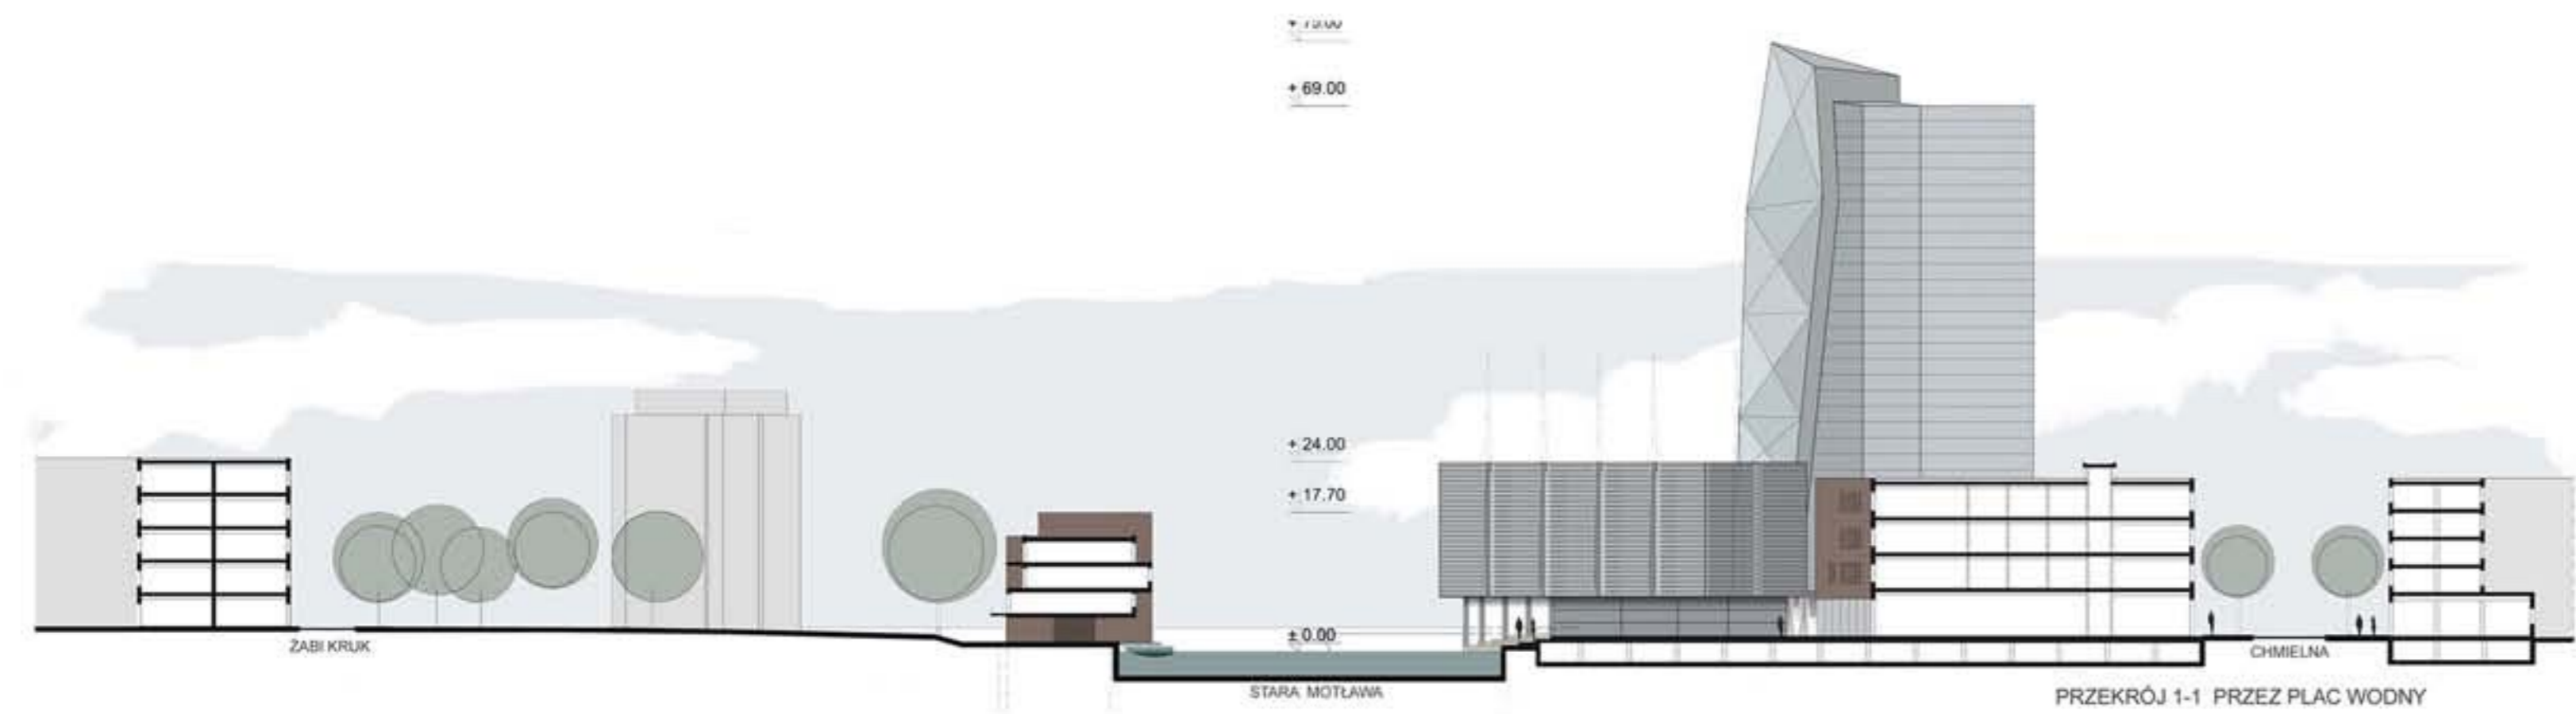 + 69.00
+ 24.00
+ 17.70
± 0.00
ŻABI KRUK
CHMIELNA
STARA MOTŁAWA
PRZEKRÓJ 1-1 PRZEZ PLAC WODNY